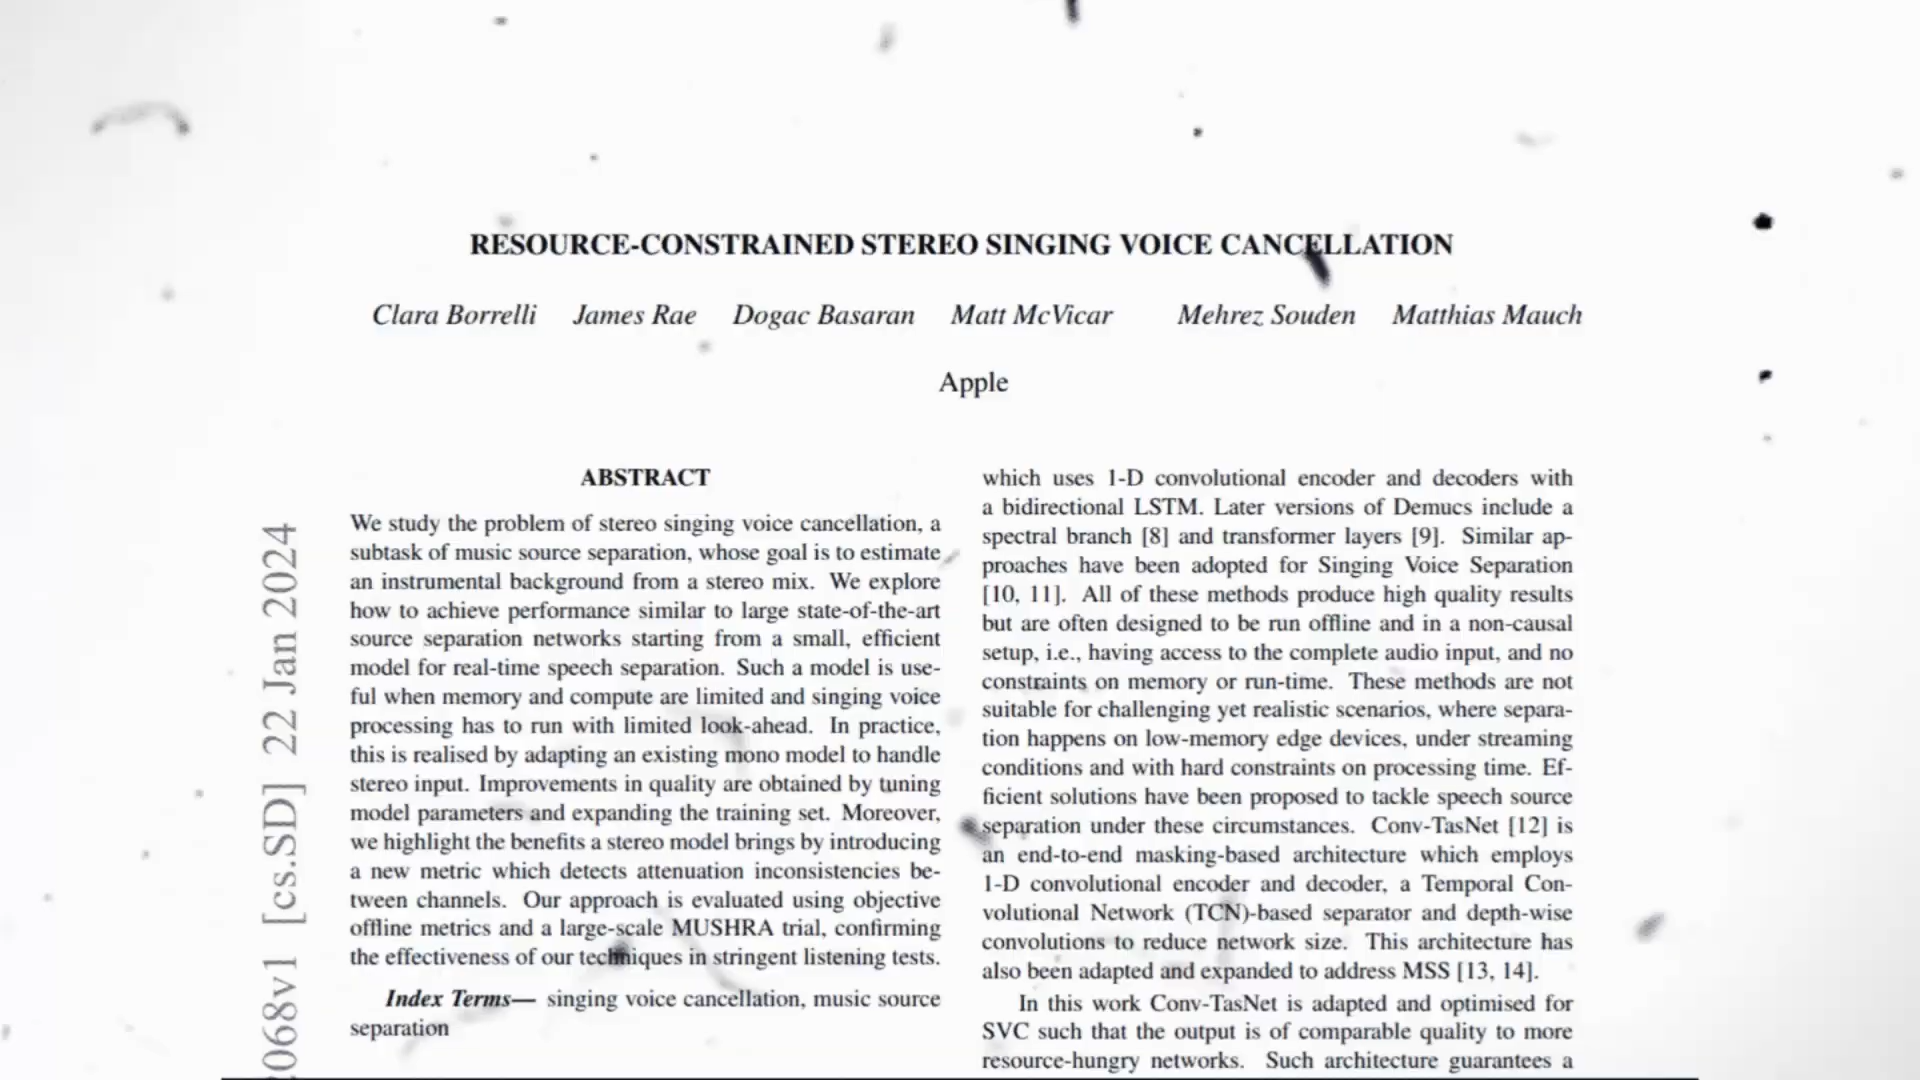 RESOURCE-CONSTRAINED STEREO SINGING VOICE CANCELLATION
Clara Borrelli James Rae Dogac Basaran Matt McVicar Mehrez Souden Matthias Mauch
Apple
ABSTRACT
We study the problem of stereo singing voice cancellation, a
subtask of music source separation, whose goal is to estimate
an instrumental background from a stereo mix. We explore
how to achieve performance similar to large state-of-the-art
source separation networks starting from a small, efficient
model for real-time speech separation. Such a model is use-
ful when memory and compute are limited and singing voice
processing has to run with limited look-ahead. In practice,
this is realised by adapting an existing mono model to handle
stereo input. Improvements in quality are obtained by tuning
model parameters and expanding the training set. Moreover,
we highlight the benefits a stereo model brings by introducing
a new metric which detects attenuation inconsistencies be-
tween channels. Our approach is evaluated using objective
offline metrics and a large-scale MUSHRA trial, confirming
the effectiveness of our techniques in stringent listening tests.
Index Terms— singing voice cancellation, music source
separation
which uses 1-D convolutional encoder and decoders with
a bidirectional LSTM. Later versions of Demucs include a
spectral branch [8] and transformer layers [9]. Similar ap-
proaches have been adopted for Singing Voice Separation
[10, 11]. All of these methods produce high quality results
but are often designed to be run offline and in a non-causal
setup, i.e., having access to the complete audio input, and no
constraints on memory or run-time. These methods are not
suitable for challenging yet realistic scenarios, where separa-
tion happens on low-memory edge devices, under streaming
conditions and with hard constraints on processing time. Ef-
ficient solutions have been proposed to tackle speech source
separation under these circumstances. Conv-TasNet [12] is
an end-to-end masking-based architecture which employs
1-D convolutional encoder and decoder, a Temporal Con-
volutional Network (TCN)-based separator and depth-wise
convolutions to reduce network size. This architecture has
also been adapted and expanded to address MSS [13, 14].
In this work Conv-TasNet is adapted and optimised for
SVC such that the output is of comparable quality to more
resource-hungry networks. Such architecture guarantees a
068v1 [cs.SD] 22 Jan 2024